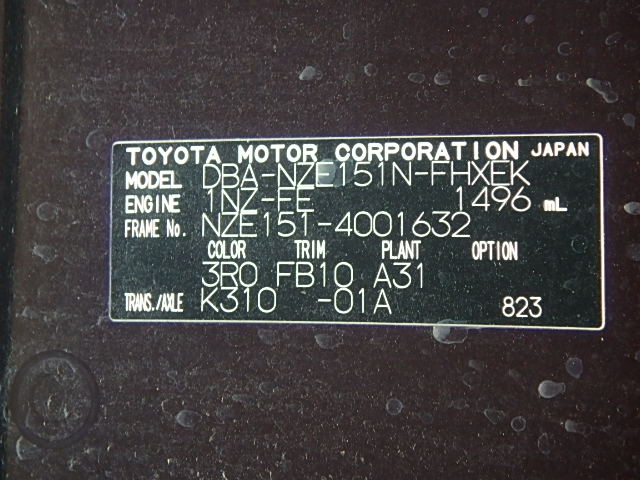 TOYOTA MOTOR CORPORATION JAPAN
MODEL DBA-NZE151N-FHXEK
ENGINE 1NZ-FE 1496 mL
FRAME No. NZE151-4001632
COLOR TRIM PLANT OPTION
3R0 FB10 A31
TRANS./AXLE K310 -01A 823